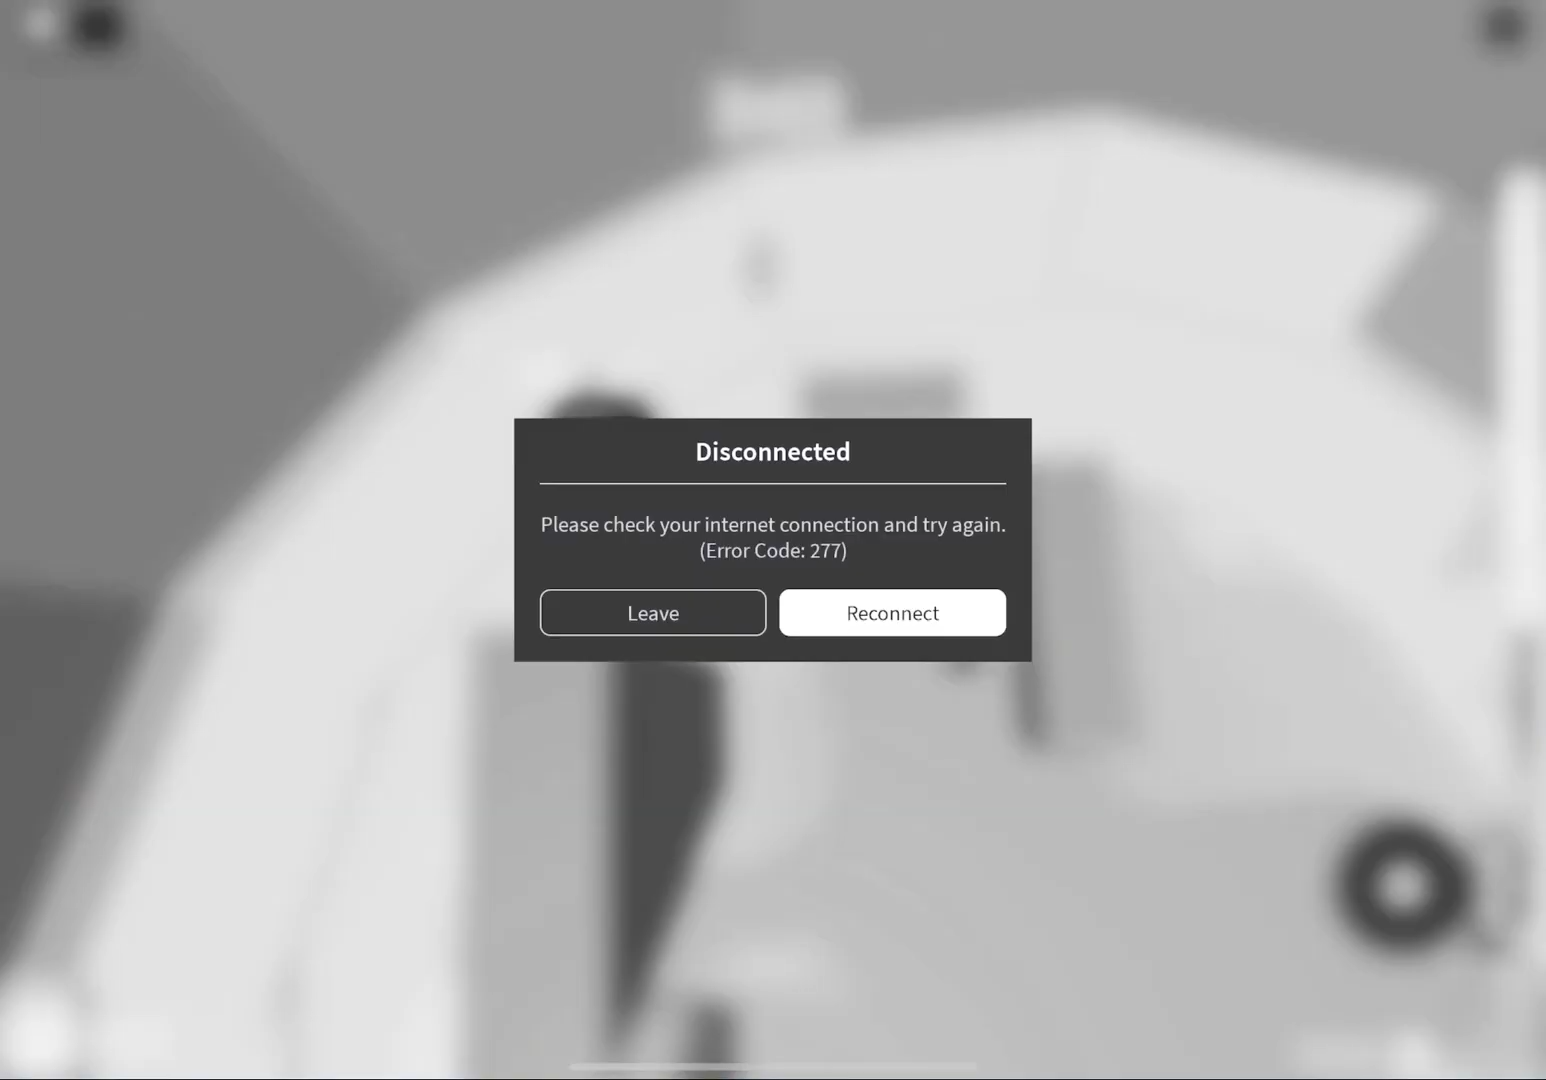 Disconnected
Please check your internet connection and try again.
(Error Code: 277)
Leave
Reconnect